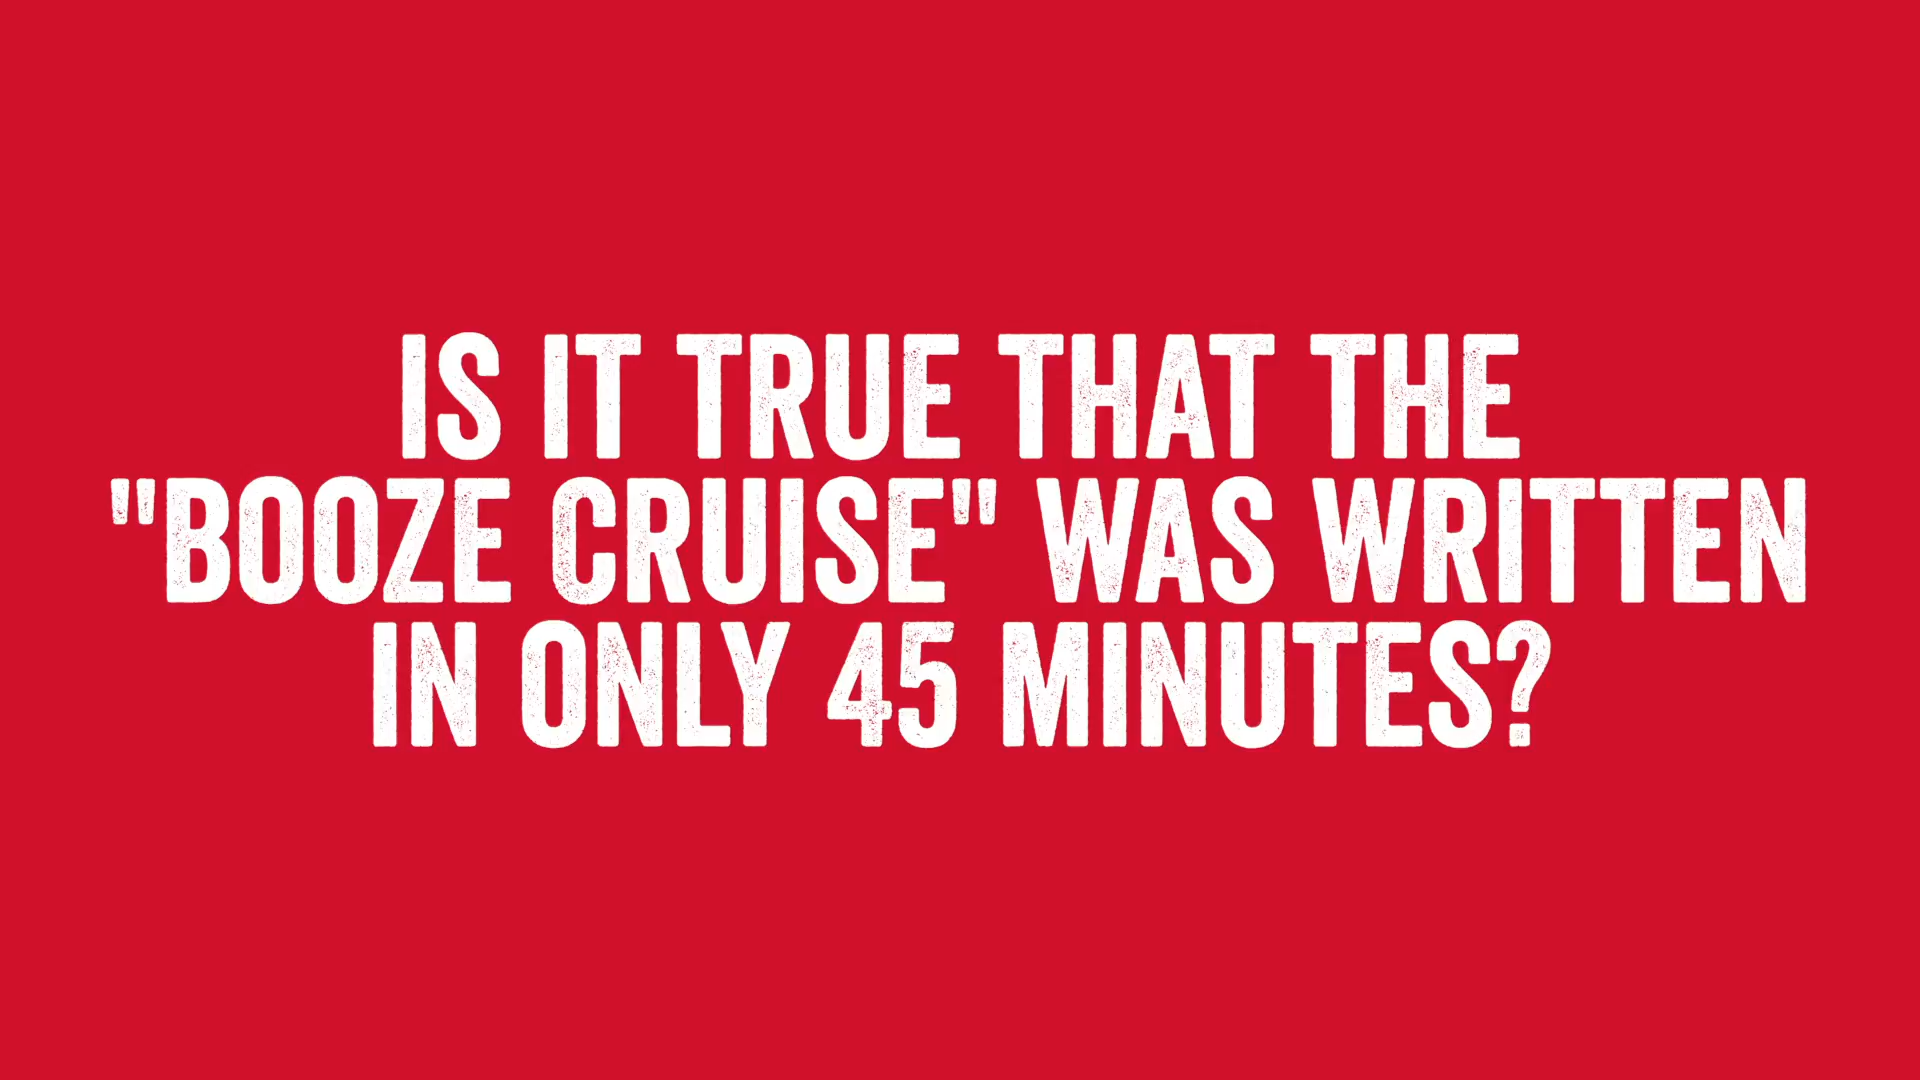 IS IT TRUE THAT THE
"BOOZE CRUISE" WAS WRITTEN
IN ONLY 45 MINUTES?